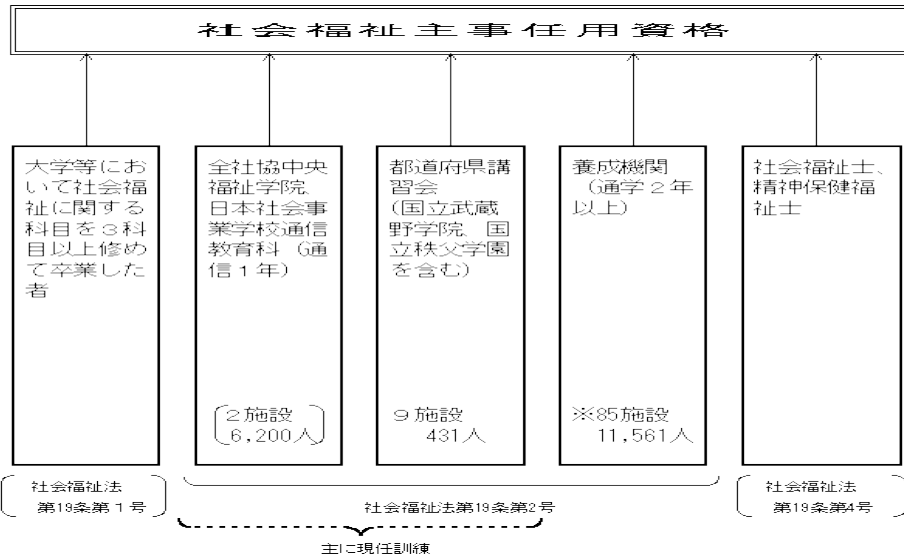 社会福祉主事任用資格
大学等にお
いて社会福
祉に関する
科目を３科
目以上修め
て卒業した
者
全社協中央
福祉学院、
日本社会事
業学校通信
教育科（通
信１年）
２施設
6,200人
都道府県講
習会
（国立武蔵
野学院、国
立秩父学園
を含む）
９施設
431人
養成機関
（通学２年
以上）
※85施設
11,561人
社会福祉士、
精神保健福
祉士
社会福祉法
第19条第１号
社会福祉法第19条第2号
社会福祉法
第19条第4号
主に現任訓練